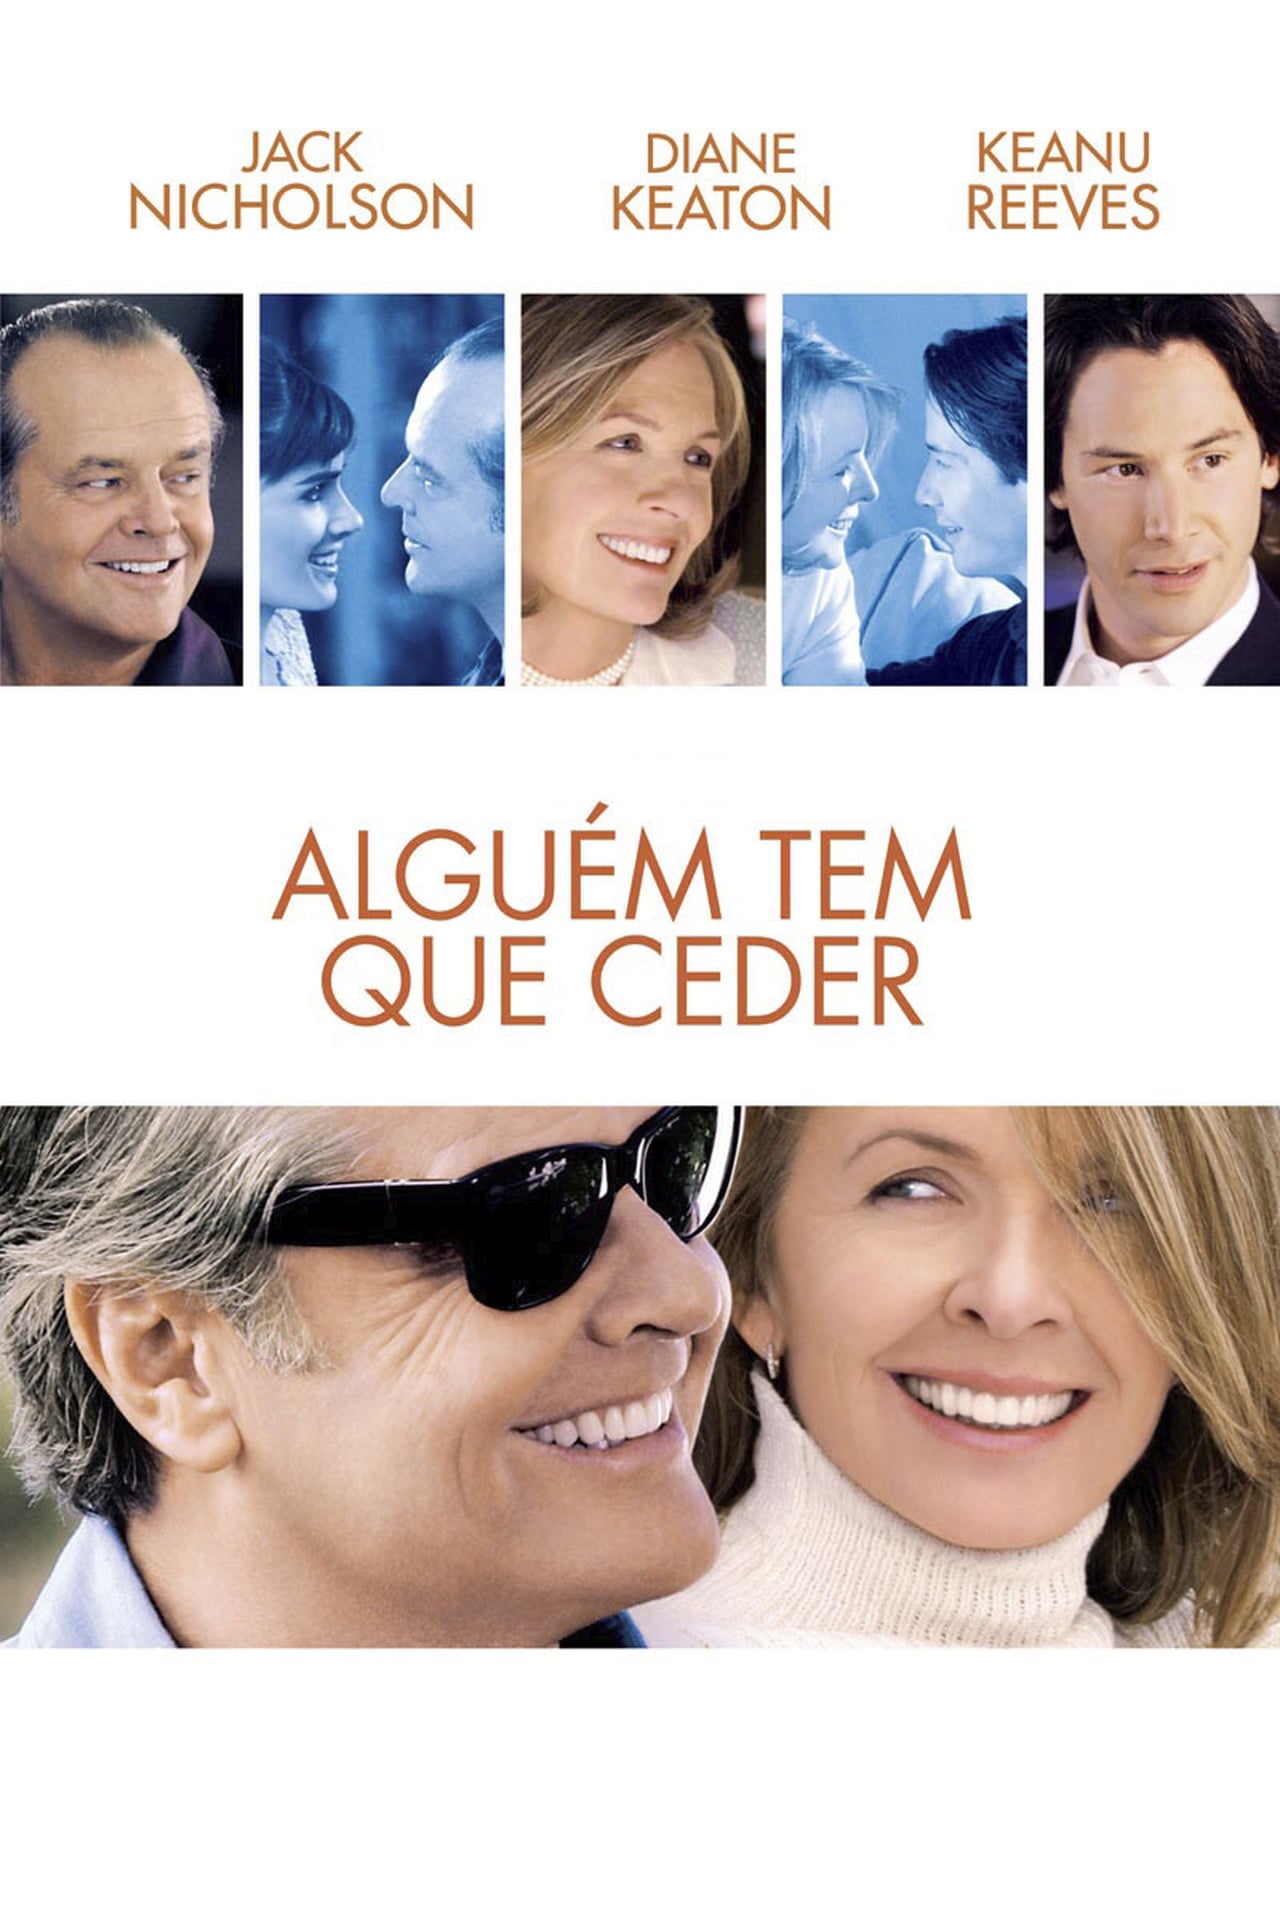 JACK
NICHOLSON
DIANE
KEATON
KEANU
REEVES
ALGUÉM TEM
QUE CEDER